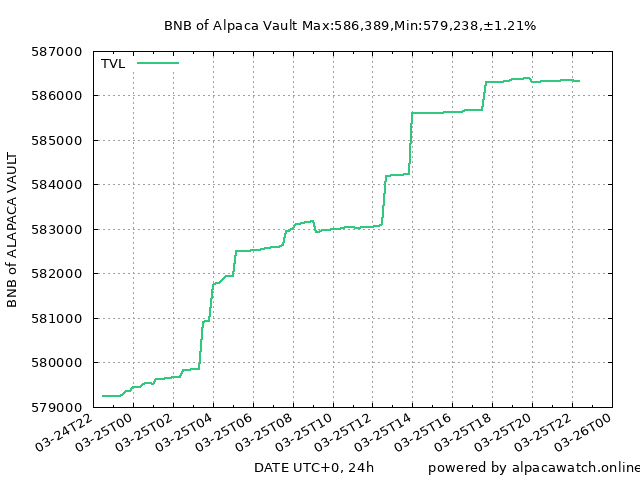 BNB of Alpaca Vault Max:586,389,Min:579,238,±1.21%
TVL
587000
586000
585000
584000
583000
582000
581000
580000
579000
BNB of ALAPACA VAULT
03-24T22
03-25T00
03-25T02
03-25T04
03-25T06
03-25T08
03-25T10
03-25T12
03-25T14
03-25T16
03-25T18
03-25T20
03-25T22
03-26T00
DATE UTC+0, 24h
powered by alpacawatch.online